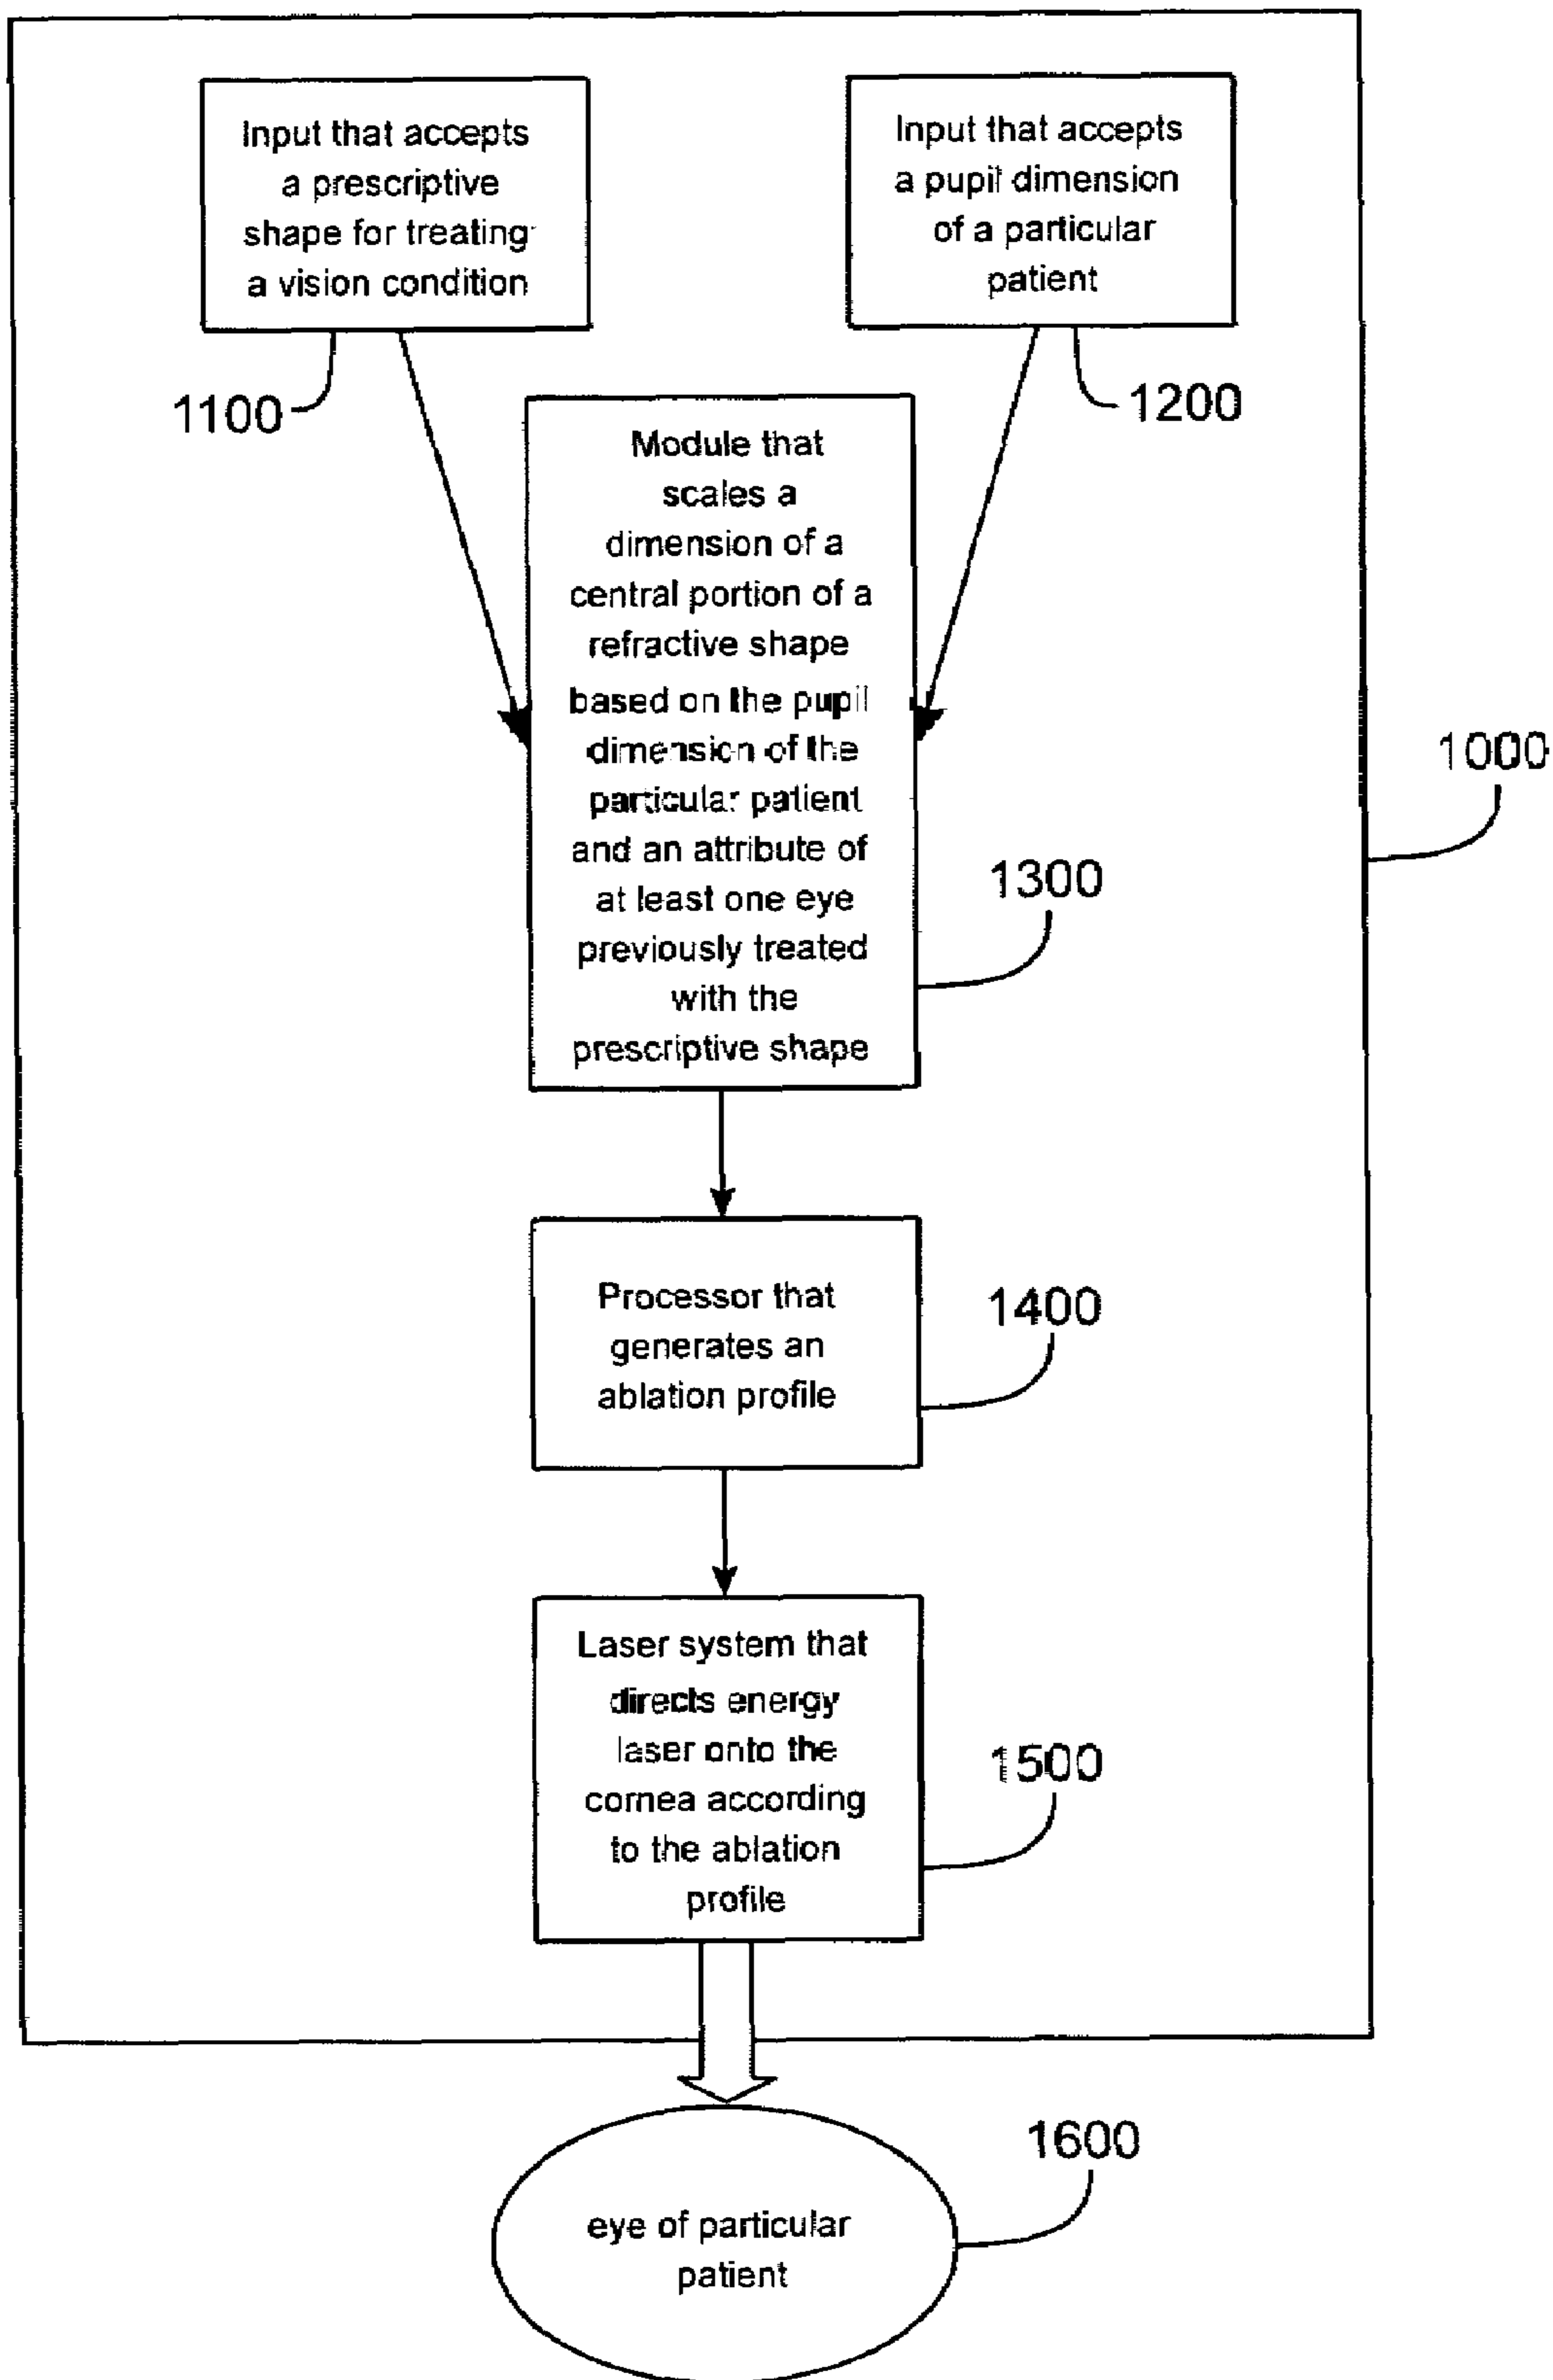 Input that accepts
a prescriptive
shape for treating
a vision condition
Input that accepts
a pupil dimension
of a particular
patient
1100
1200
Module that
scales a
dimension of a
central portion of a
refractive shape
based on the pupil
dimension of the
particular patient
and an attribute of
at least one eye
previously treated
with the
prescriptive shape
1000
1300
Processor that
generates an
ablation profile
1400
Laser system that
directs energy
laser onto the
cornea according
to the ablation
profile
1500
1600
eye of particular
patient